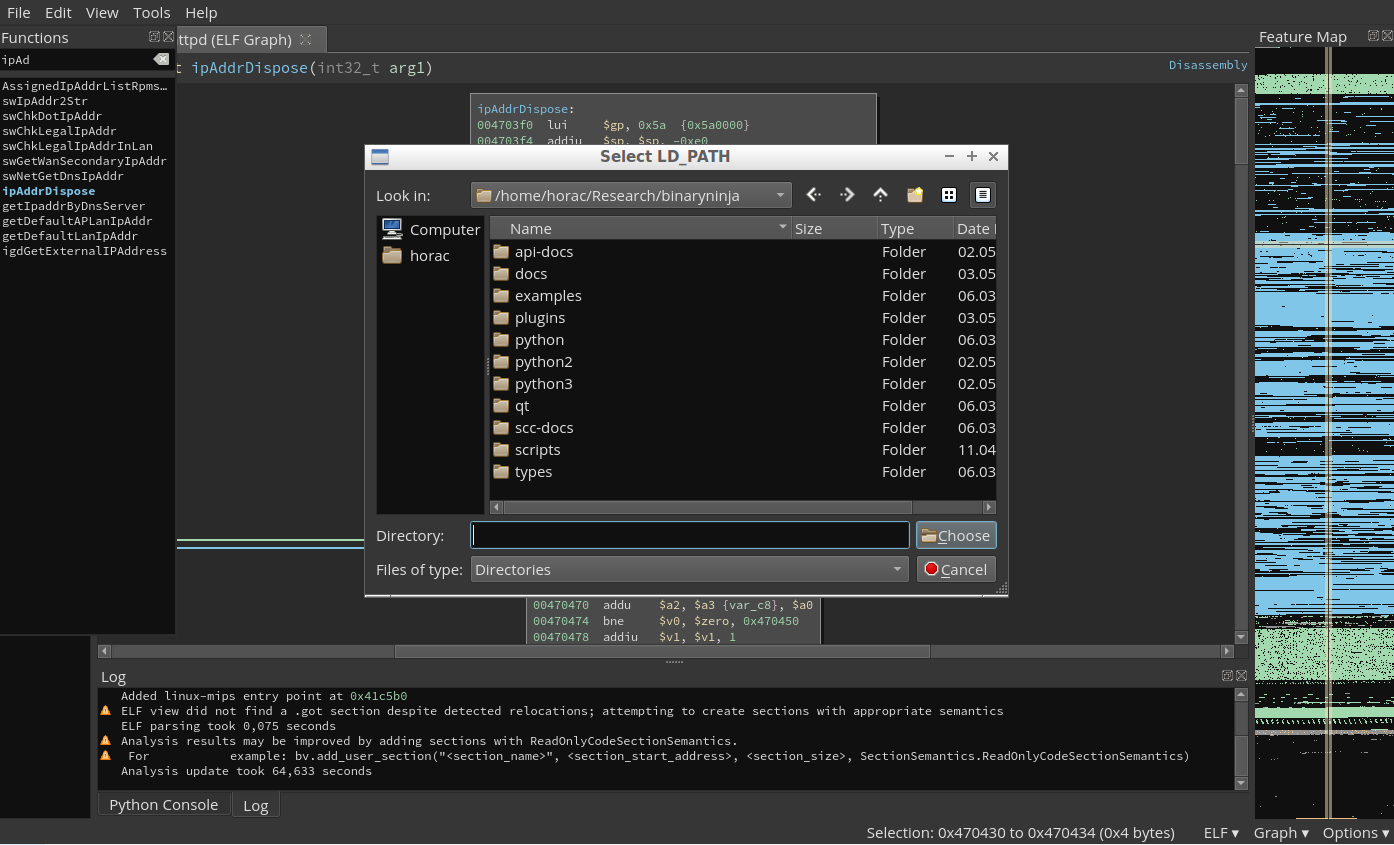 File Edit View Tools Help
Functions
ipAd
AssignedIpAddrListRpms…
swIpAddr2Str
swChkDotIpAddr
swChkLegalIpAddr
swChkLegalIpAddrInLan
swGetWanSecondaryIpAddr
swNetGetDnsIpAddr
ipAddrDispose
getIpaddrByDnsServer
getDefaultAPLanIpAddr
getDefaultLanIpAddr
igdGetExternalIPAddress
ttpd (ELF Graph)
t ipAddrDispose(int32_t arg1)
Disassembly
ipAddrDispose:
004703f0 lui $gp, 0x5a {0x5a0000}
004703f4 addiu $sp, $sp, -0xe0
Select LD_PATH
Look in: /home/horac/Research/binaryninja
Computer
horac
Name Size Type Date
api-docs Folder 02.05
docs Folder 03.05
examples Folder 06.03
plugins Folder 03.05
python Folder 06.03
python2 Folder 02.05
python3 Folder 02.05
qt Folder 06.03
scc-docs Folder 06.03
scripts Folder 11.04
types Folder 06.03
Directory: Choose
Files of type: Directories Cancel
00470470 addu $a2, $a3 {var_c8}, $a0
00470474 bne $v0, $zero, 0x470450
00470478 addiu $v1, $v1, 1
Feature Map
Log
Added linux-mips entry point at 0x41c5b0
ELF view did not find a .got section despite detected relocations; attempting to create sections with appropriate semantics
ELF parsing took 0,075 seconds
Analysis results may be improved by adding sections with ReadOnlyCodeSectionSemantics.
For example: bv.add_user_section("<section_name>", <section_start_address>, <section_size>, SectionSemantics.ReadOnlyCodeSectionSemantics)
Analysis update took 64,633 seconds
Python Console Log
Selection: 0x470430 to 0x470434 (0x4 bytes) ELF ▾ Graph ▾ Options ▾